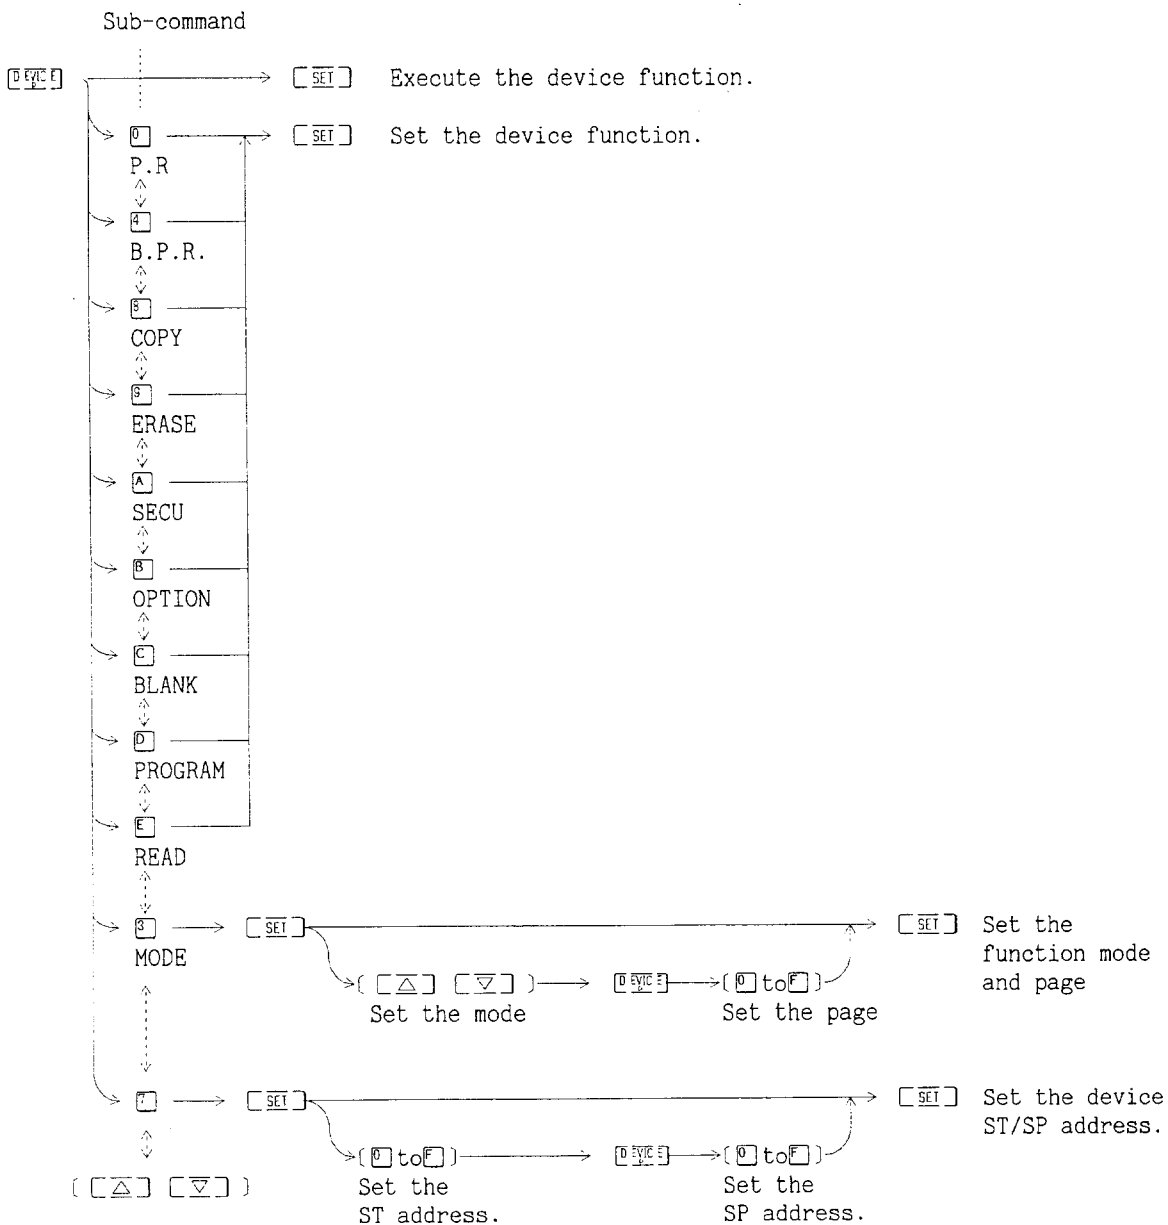 Sub-command
DEVICE SET Execute the device function.
0 SET Set the device function.
P.R
4
B.P.R.
8
COPY
9
ERASE
A
SECU
B
OPTION
C
BLANK
D
PROGRAM
E
READ
3 SET SET Set the
MODE function mode
and page
( △ ▽ ) DEVICE ( 0 to F )
Set the mode Set the page
7 SET SET Set the device
ST/SP address.
( 0 to F ) DEVICE ( 0 to F )
( △ ▽ ) Set the Set the
ST address. SP address.